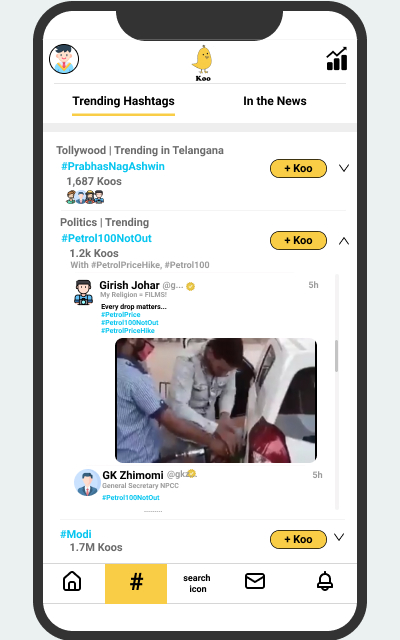 Koo
Trending Hashtags
In the News
Tollywood | Trending in Telangana
#PrabhasNagAshwin
+ Koo
1,687 Koos
Politics | Trending
#Petrol100NotOut
+ Koo
1.2k Koos
With #PetrolPriceHike, #Petrol100
Girish Johar @g... 5h
My Religion = FILMS!
Every drop matters...
#PetrolPrice
#Petrol100NotOut
#PetrolPriceHike
GK Zhimomi @gkz 5h
General Secretary NPCC
#Petrol100NotOut
..........
#Modi
+ Koo
1.7M Koos
#
search
icon